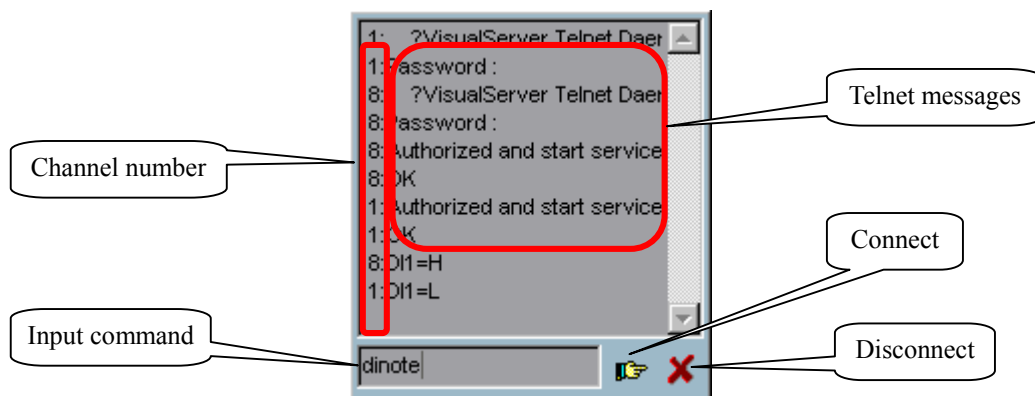 1: ?VisualServer Telnet Daer
1:Password :
8: ?VisualServer Telnet Daer
8:Password :
8:Authorized and start service
8:OK
1:Authorized and start service
1:OK
8:DI1=H
1:DI1=L
dinote
Channel number
Input command
Telnet messages
Connect
Disconnect